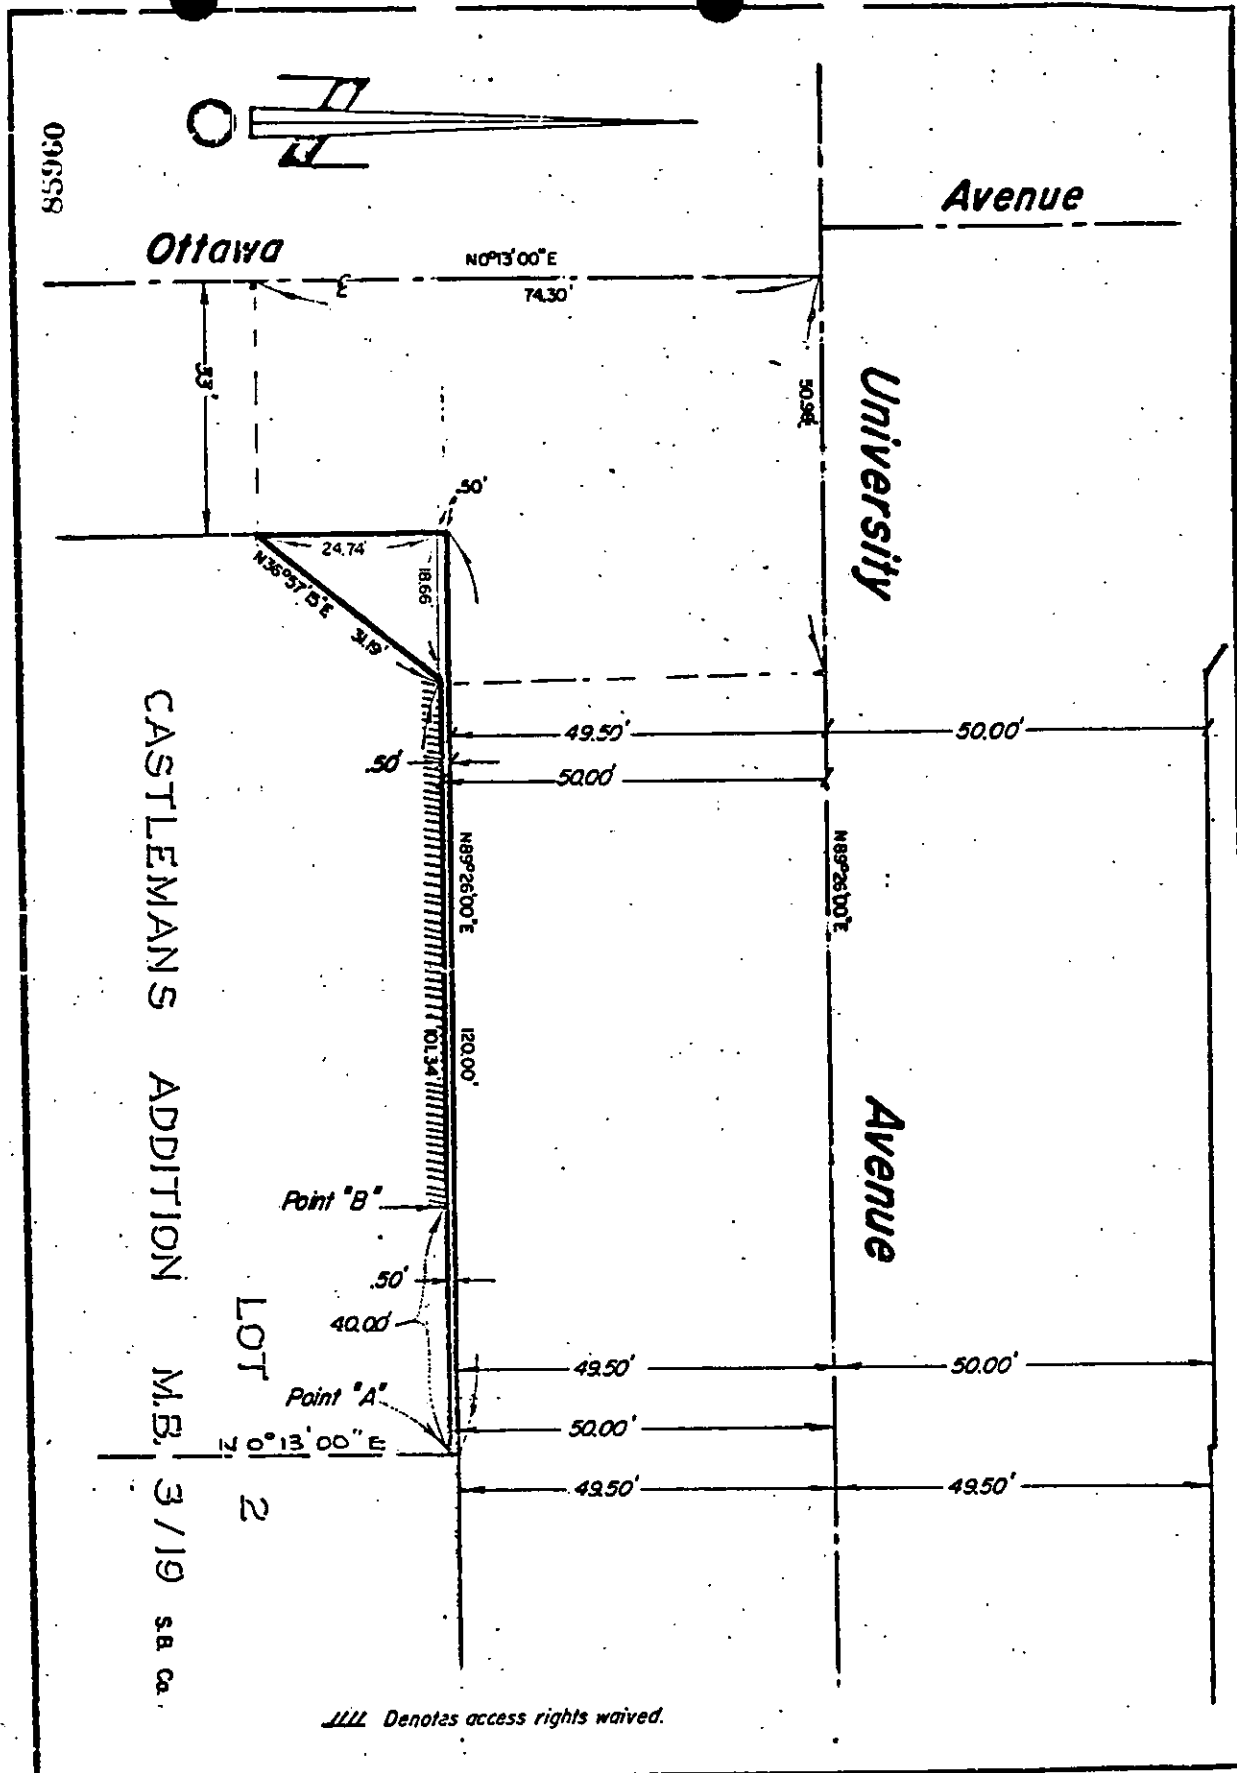 85960
Avenue
Ottawa
N0°13'00"E
74.30'
33'
50.98'
University
.50'
24.74'
18.66'
N36°57'15"E
31.19'
49.50'
50.00'
.50'
50.00'
N89°26'00"E
N89°26'00"E
101.34'
120.00'
Avenue
Point "B"
.50'
40.00'
49.50'
50.00'
Point "A"
50.00'
N 0°13'00" E
49.50'
49.50'
LOT 2
CASTLEMANS ADDITION M.B. 3/19 S.B. Co.
Denotes access rights waived.